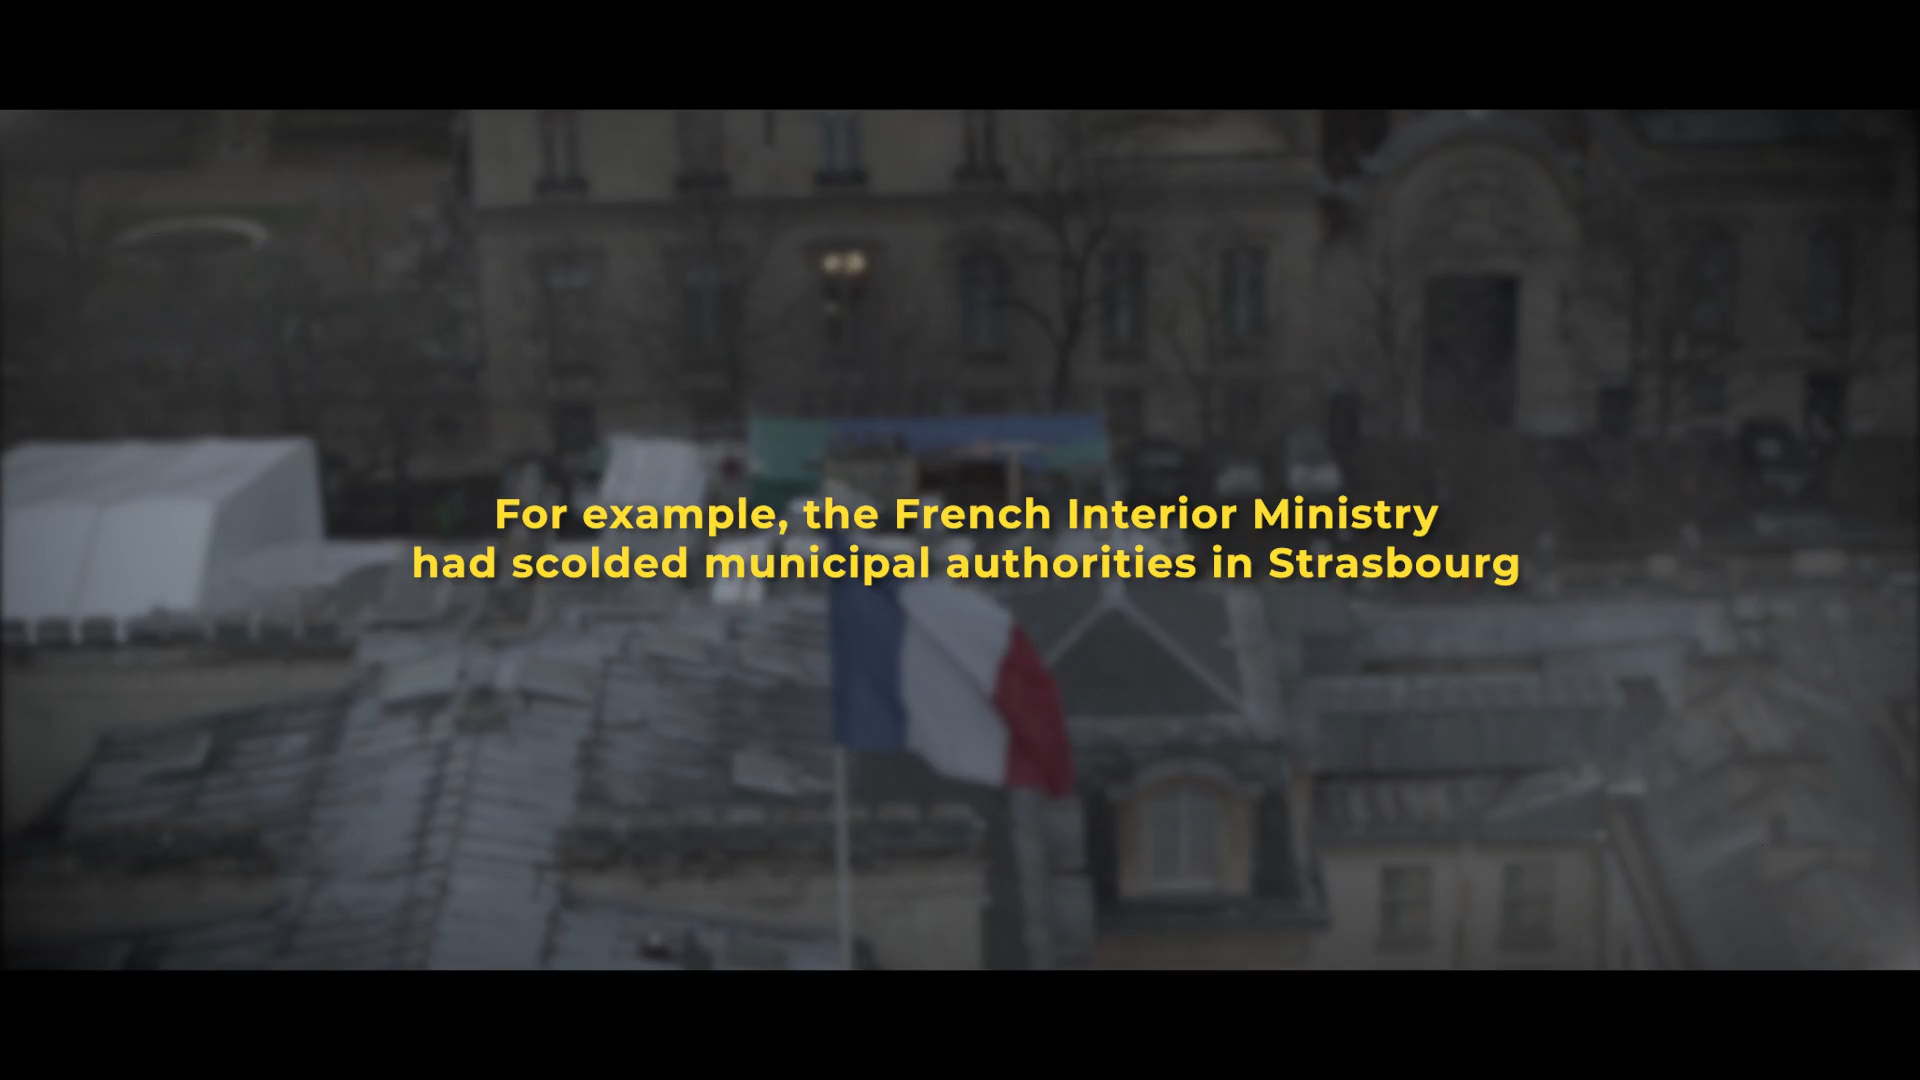 For example, the French Interior Ministry
had scolded municipal authorities in Strasbourg